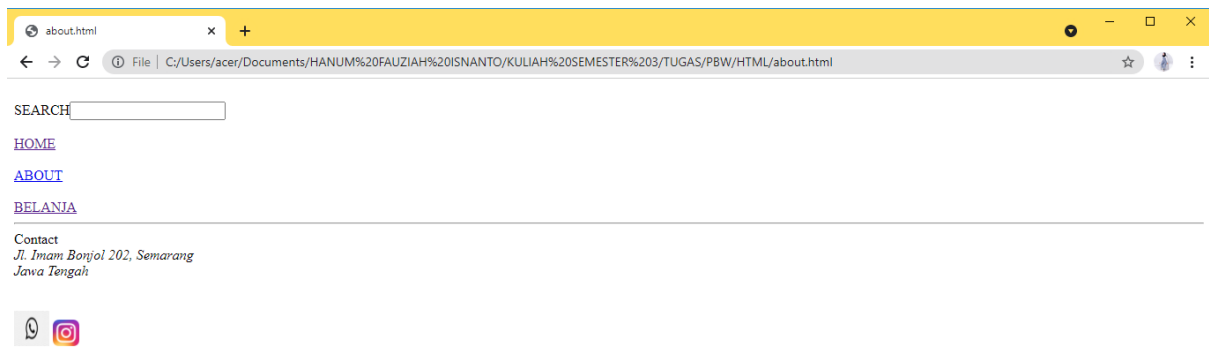 about.html
File | C:/Users/acer/Documents/HANUM%20FAUZIAH%20ISNANTO/KULIAH%20SEMESTER%203/TUGAS/PBW/HTML/about.html
SEARCH
HOME
ABOUT
BELANJA
Contact
Jl. Imam Bonjol 202, Semarang
Jawa Tengah